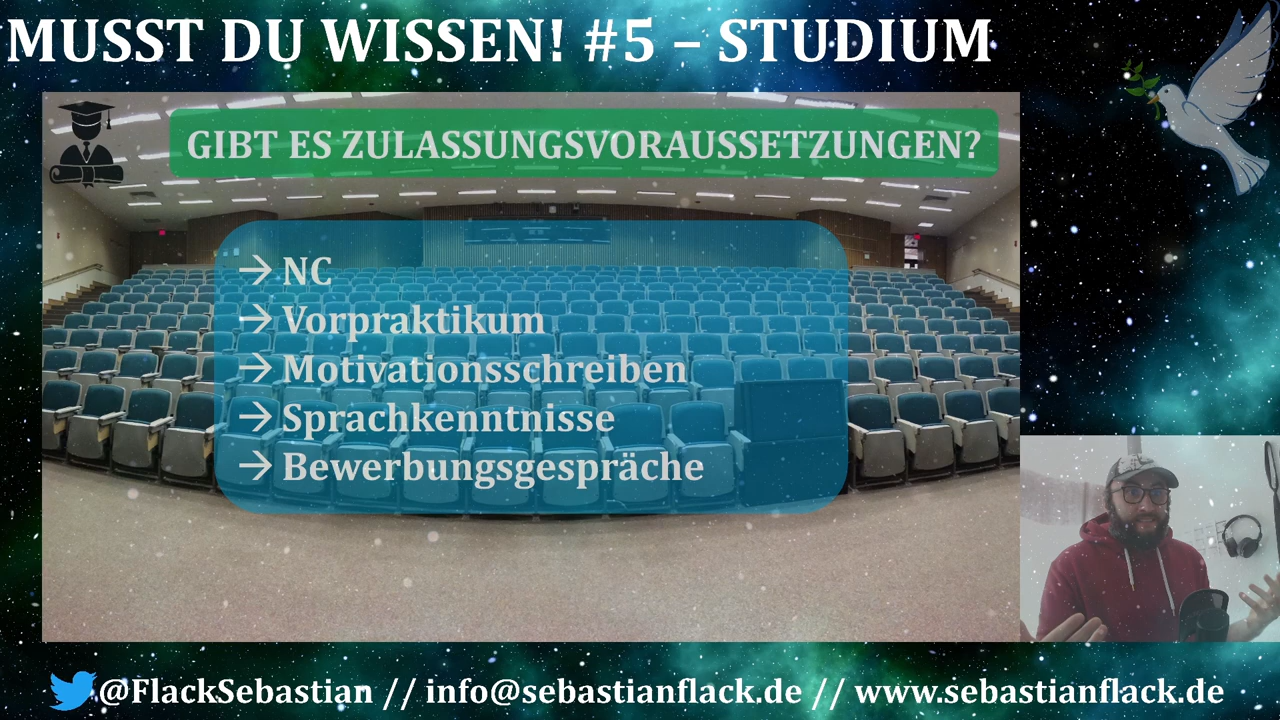 MUSST DU WISSEN! #5 – STUDIUM
GIBT ES ZULASSUNGSVORAUSSETZUNGEN?
→ NC
→ Vorpraktikum
→ Motivationsschreiben
→ Sprachkenntnisse
→ Bewerbungsgespräche
@FlackSebastian // info@sebastianflack.de // www.sebastianflack.de